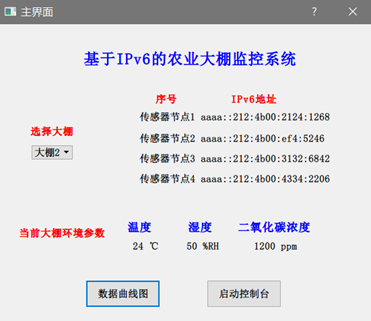 主界面
基于IPv6的农业大棚监控系统
序号 IPv6地址
传感器节点1 aaaa::212:4b00:2124:1268
选择大棚
传感器节点2 aaaa::212:4b00:ef4:5246
大棚2
传感器节点3 aaaa::212:4b00:3132:6842
传感器节点4 aaaa::212:4b00:4334:2206
温度 湿度 二氧化碳浓度
当前大棚环境参数
24 ℃ 50 %RH 1200 ppm
数据曲线图 启动控制台